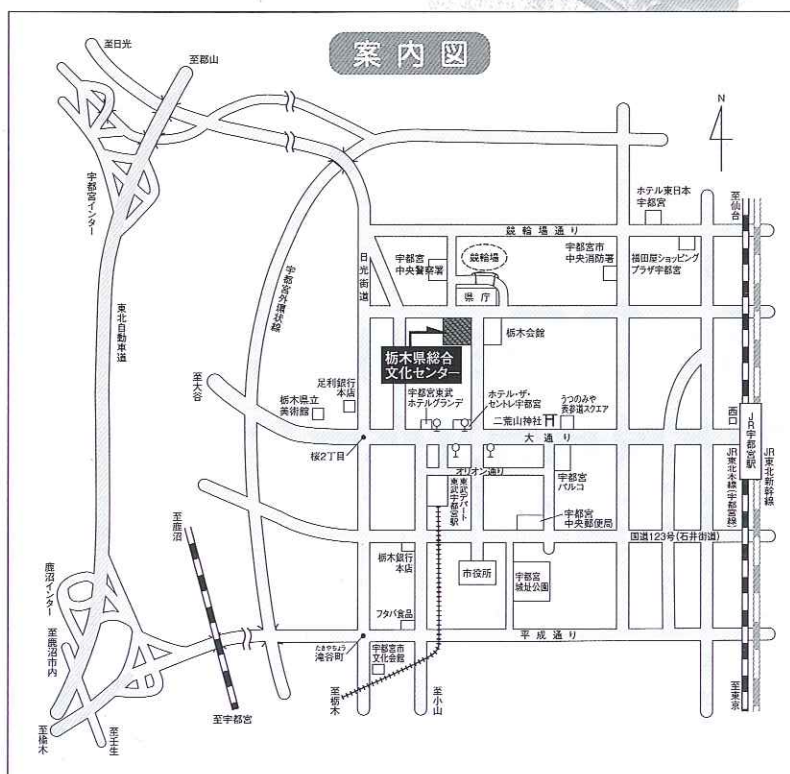 案内図
至日光
至郡山
N
宇都宮インター
東北自動車道
宇都宮外環状線
日光街道
競輪場通り
ホテル東日本
宇都宮
至仙台
宇都宮
中央警察署
競輪場
県庁
宇都宮市
中央消防署
福田屋ショッピング
プラザ宇都宮
栃木会館
栃木県総合
文化センター
至大谷
足利銀行
本店
栃木県立
美術館
宇都宮東武
ホテルグランデ
ホテル・ザ・
セントレ宇都宮
二荒山神社
うつのみや
表参道スクエア
西口
JR宇都宮駅
大通り
桜2丁目
オリオン通り
東武デパート
東武宇都宮駅
宇都宮
パルコ
JR東北本線(宇都宮線)
JR東北新幹線
宇都宮
中央郵便局
国道123号(石井街道)
至鹿沼
栃木銀行
本店
市役所
宇都宮
城址公園
鹿沼インター
至鹿沼市内
フタバ食品
平成通り
たきやちょう
滝谷町
宇都宮市
文化会館
至栃木
至壬生
至宇都宮
至栃木
至小山
至東京